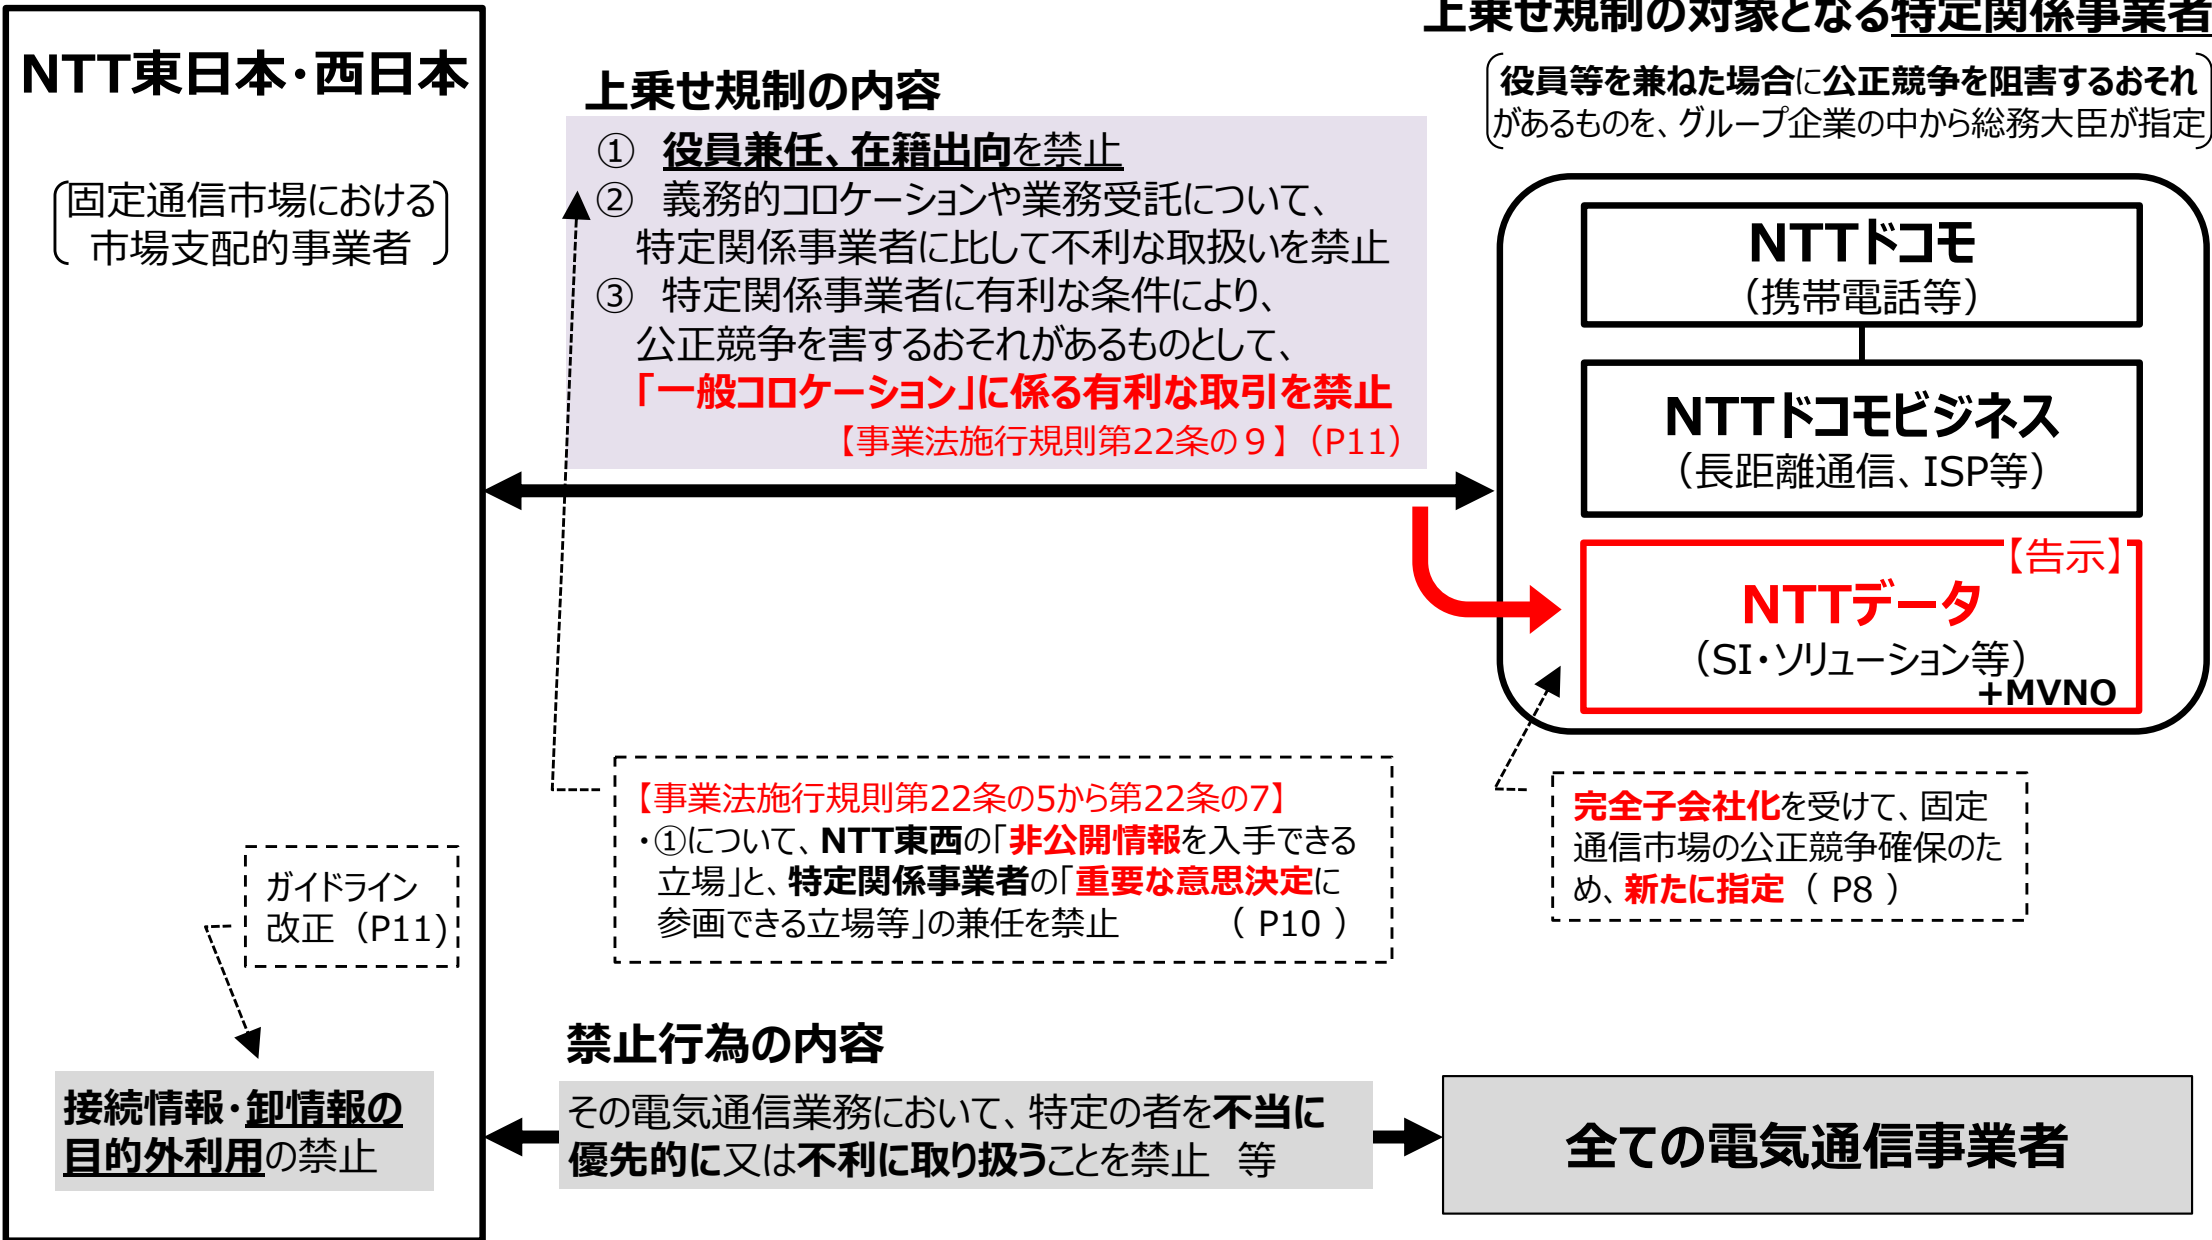 NTT東日本・西日本
固定通信市場における
市場支配的事業者
上乗せ規制の内容
① 役員兼任、在籍出向を禁止
② 義務的コロケーションや業務受託について、
特定関係事業者に比して不利な取扱いを禁止
③ 特定関係事業者に有利な条件により、
公正競争を害するおそれがあるものとして、
「一般コロケーション」に係る有利な取引を禁止
【事業法施行規則第22条の９】（P11）
上乗せ規制の対象となる特定関係事業者
役員等を兼ねた場合に公正競争を阻害するおそれ
があるものを、グループ企業の中から総務大臣が指定
NTTドコモ
（携帯電話等）
NTTドコモビジネス
（長距離通信、ISP等）
【告示】
NTTデータ
（SI・ソリューション等）
+MVNO
【事業法施行規則第22条の5から第22条の7】
・①について、NTT東西の「非公開情報を入手できる
立場」と、特定関係事業者の「重要な意思決定に
参画できる立場等」の兼任を禁止 （ P10 ）
完全子会社化を受けて、固定
通信市場の公正競争確保のた
め、新たに指定（ P8 ）
ガイドライン
改正（P11）
接続情報・卸情報の
目的外利用の禁止
禁止行為の内容
その電気通信業務において、特定の者を不当に
優先的に又は不利に取り扱うことを禁止 等
全ての電気通信事業者